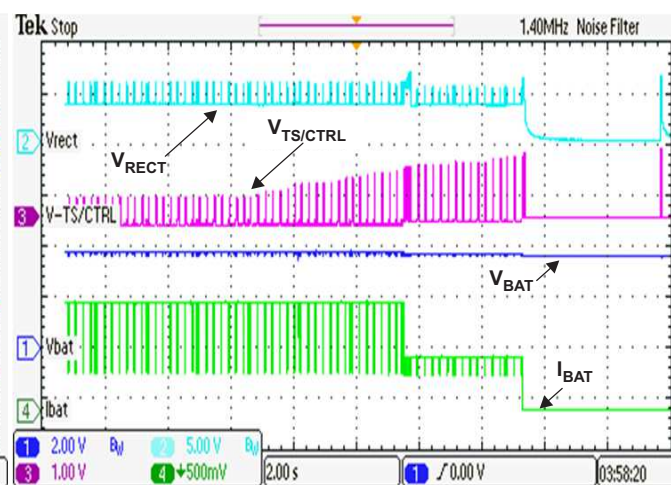 Tek Stop
1.40MHz Noise Filter
2 Vrect
VRECT
VTS/CTRL
3 V-TS/CTRL
VBAT
1 Vbat
IBAT
4 Ibat
1 2.00 V BW 2 5.00 V BW
3 1.00 V 4 500mV 2.00 s 1 0.00 V 03:58:20